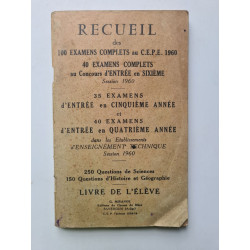 RECUEIL
des
100 EXAMENS COMPLETS au C.E.P.E. 1960
40 EXAMENS COMPLETS
au Concours d'ENTRÉE en SIXIÈME
Session 1960
35 EXAMENS
d'ENTRÉE en CINQUIÈME ANNÉE
et
40 EXAMENS
d'ENTRÉE en QUATRIÈME ANNÉE
dans les Etablissements
d'ENSEIGNEMENT TECHNIQUE
Session 1960
250 Questions de Sciences
150 Questions d'Histoire et Géographie
LIVRE DE L'ÉLÈVE